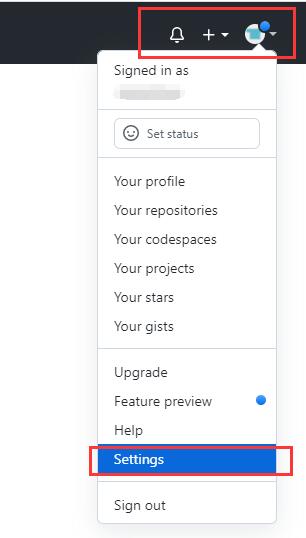 Signed in as
Set status
Your profile
Your repositories
Your codespaces
Your projects
Your stars
Your gists
Upgrade
Feature preview
Help
Settings
Sign out